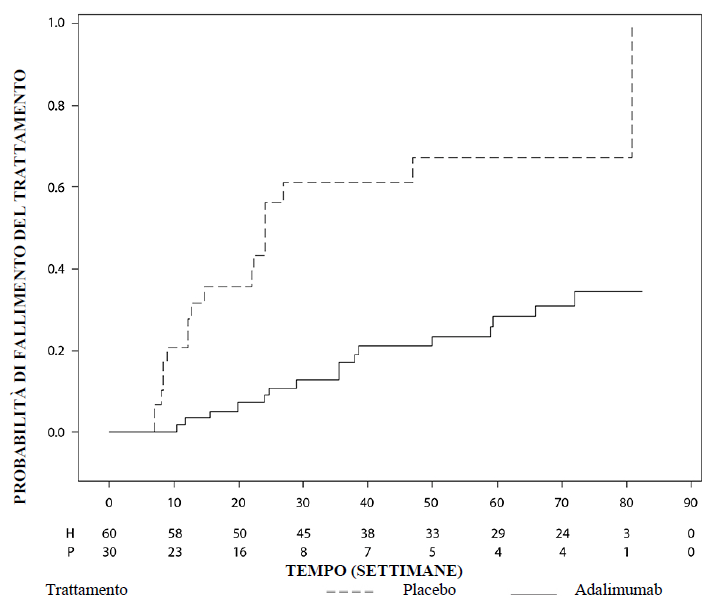 PROBABILITÀ DI FALLIMENTO DEL TRATTAMENTO
1.0
0.8
0.6
0.4
0.2
0.0
0 10 20 30 40 50 60 70 80 90
H 60 58 50 45 38 33 29 24 3 0
P 30 23 16 8 7 5 4 4 1 0
TEMPO (SETTIMANE)
Trattamento Placebo Adalimumab